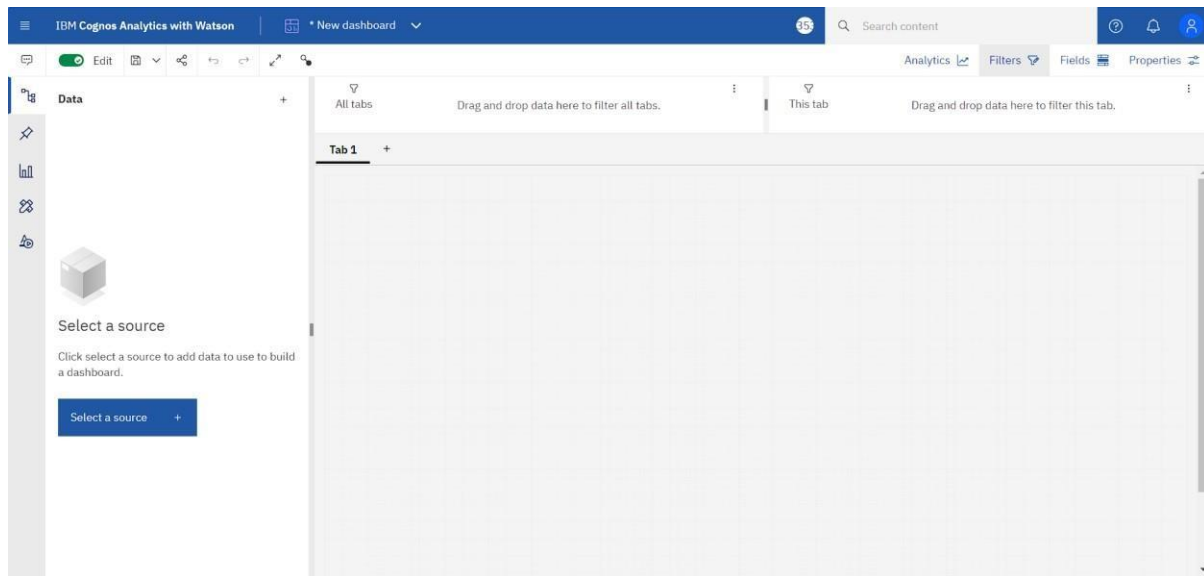 IBM Cognos Analytics with Watson
* New dashboard
353
Search content
Edit
Analytics
Filters
Fields
Properties
Data
All tabs
Drag and drop data here to filter all tabs.
This tab
Drag and drop data here to filter this tab.
Tab 1
Select a source
Click select a source to add data to use to build
a dashboard.
Select a source